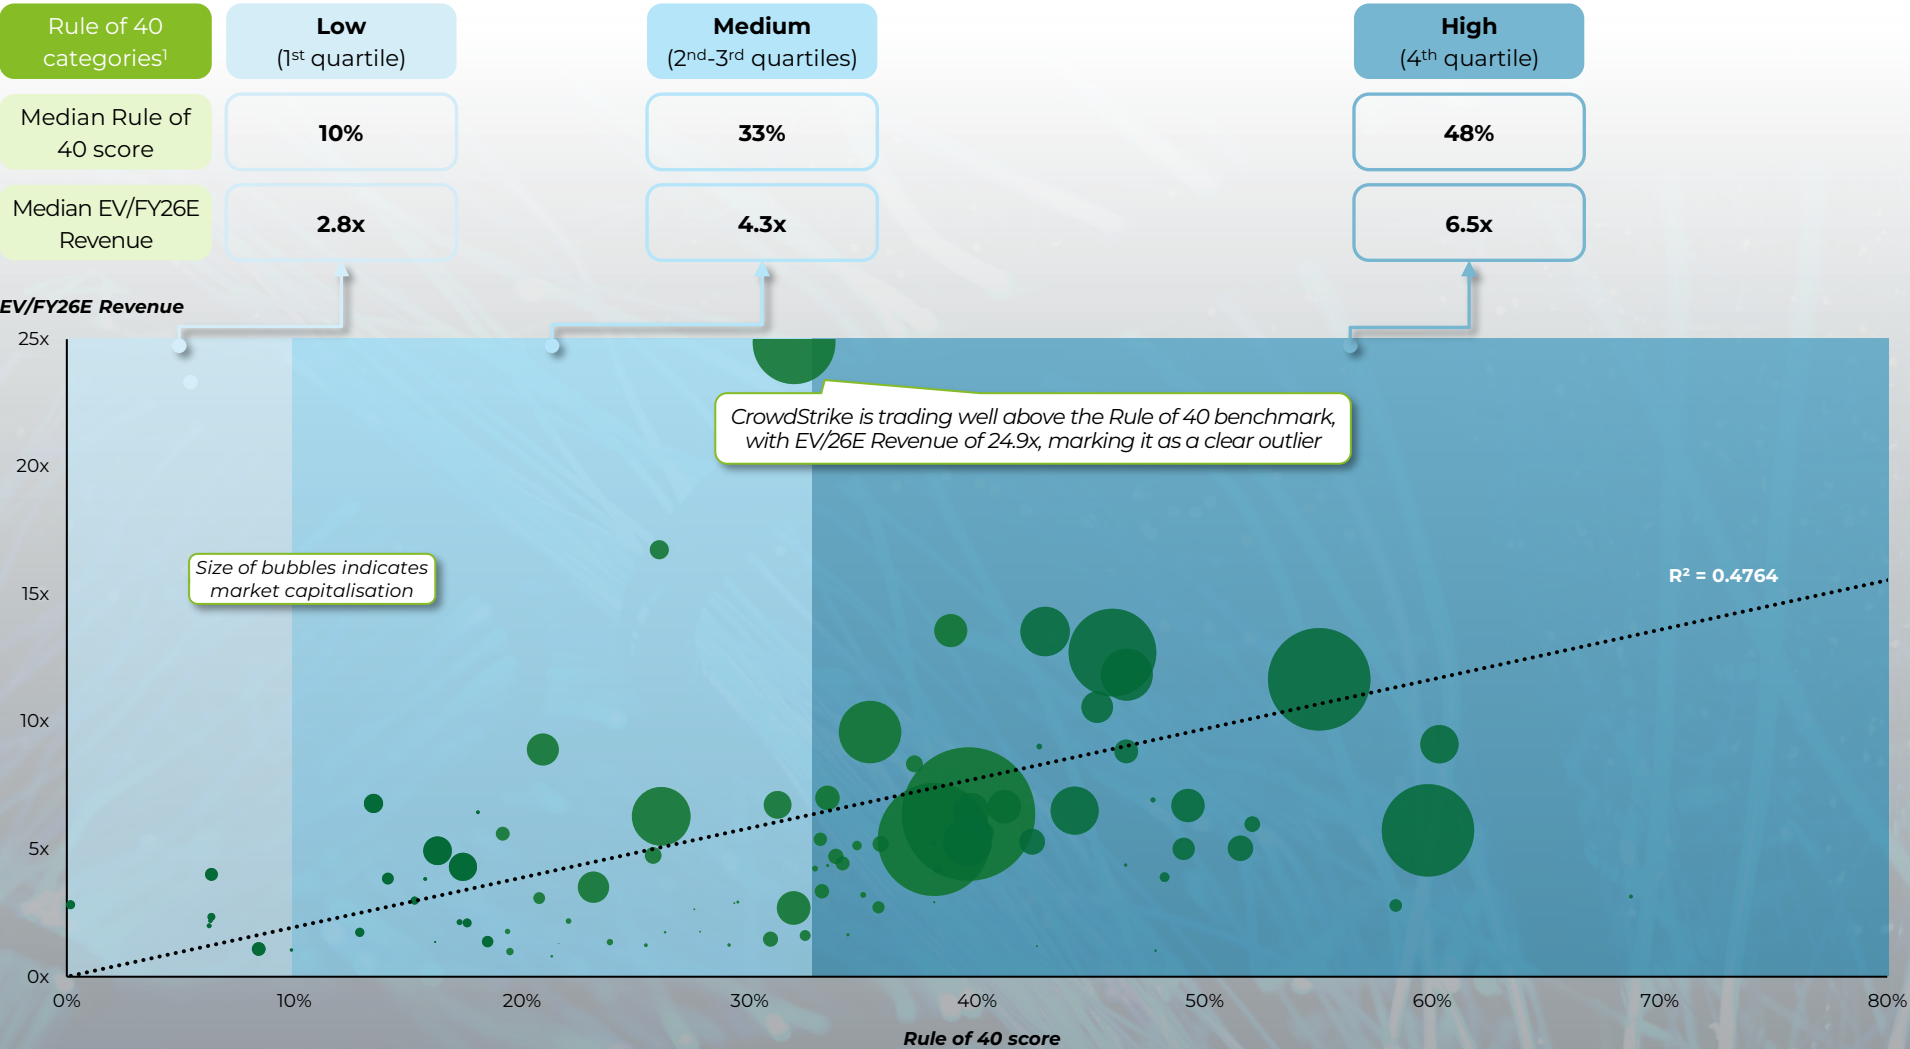 Rule of 40
categories¹
Low
(1st quartile)
Medium
(2nd-3rd quartiles)
High
(4th quartile)
Median Rule of
40 score
10%
33%
48%
Median EV/FY26E
Revenue
2.8x
4.3x
6.5x
EV/FY26E Revenue
25x
20x
15x
10x
5x
0x
CrowdStrike is trading well above the Rule of 40 benchmark,
with EV/26E Revenue of 24.9x, marking it as a clear outlier
Size of bubbles indicates
market capitalisation
R² = 0.4764
0%
10%
20%
30%
40%
50%
60%
70%
80%
Rule of 40 score